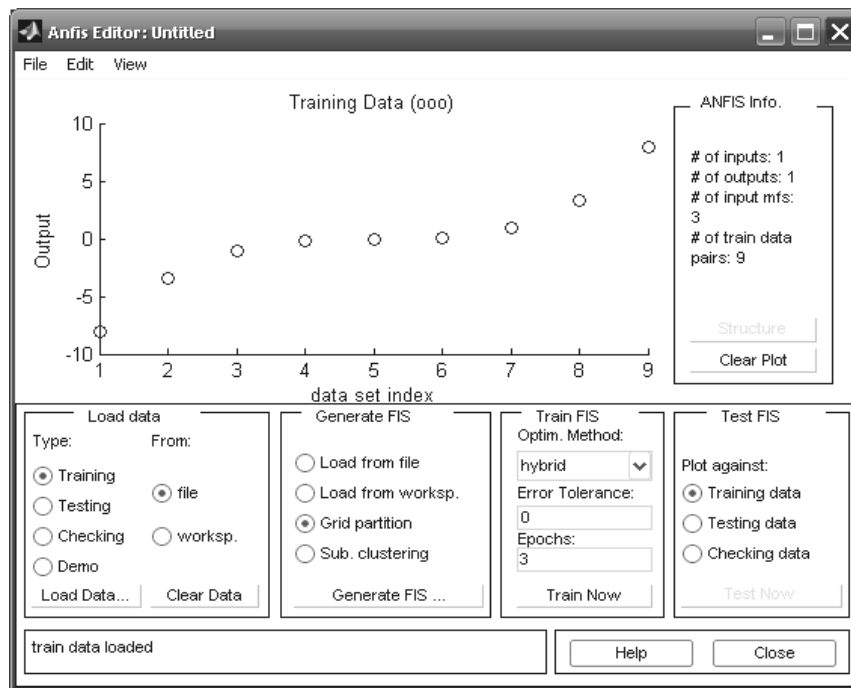 Anfis Editor: Untitled
File Edit View
Training Data (ooo)
10
5
0
-5
-10
Output
1 2 3 4 5 6 7 8 9
data set index
ANFIS Info.
# of inputs: 1
# of outputs: 1
# of input mfs:
3
# of train data
pairs: 9
Structure
Clear Plot
Load data
Type: From:
Training
file
Testing
Checking
worksp.
Demo
Load Data... Clear Data
Generate FIS
Load from file
Load from worksp.
Grid partition
Sub. clustering
Generate FIS ...
Train FIS
Optim. Method:
hybrid
Error Tolerance:
0
Epochs:
3
Train Now
Test FIS
Plot against:
Training data
Testing data
Checking data
Test Now
train data loaded
Help Close